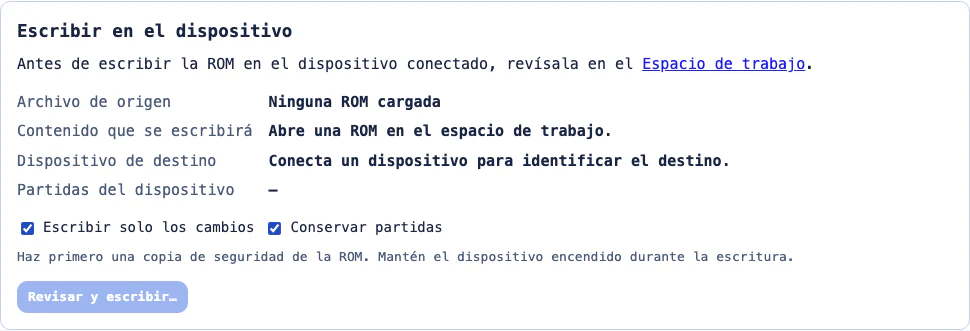 Escribir en el dispositivo
Antes de escribir la ROM en el dispositivo conectado, revísala en el Espacio de trabajo.
Archivo de origen Ninguna ROM cargada
Contenido que se escribirá Abre una ROM en el espacio de trabajo.
Dispositivo de destino Conecta un dispositivo para identificar el destino.
Partidas del dispositivo —
Escribir solo los cambios Conservar partidas
Haz primero una copia de seguridad de la ROM. Mantén el dispositivo encendido durante la escritura.
Revisar y escribir…